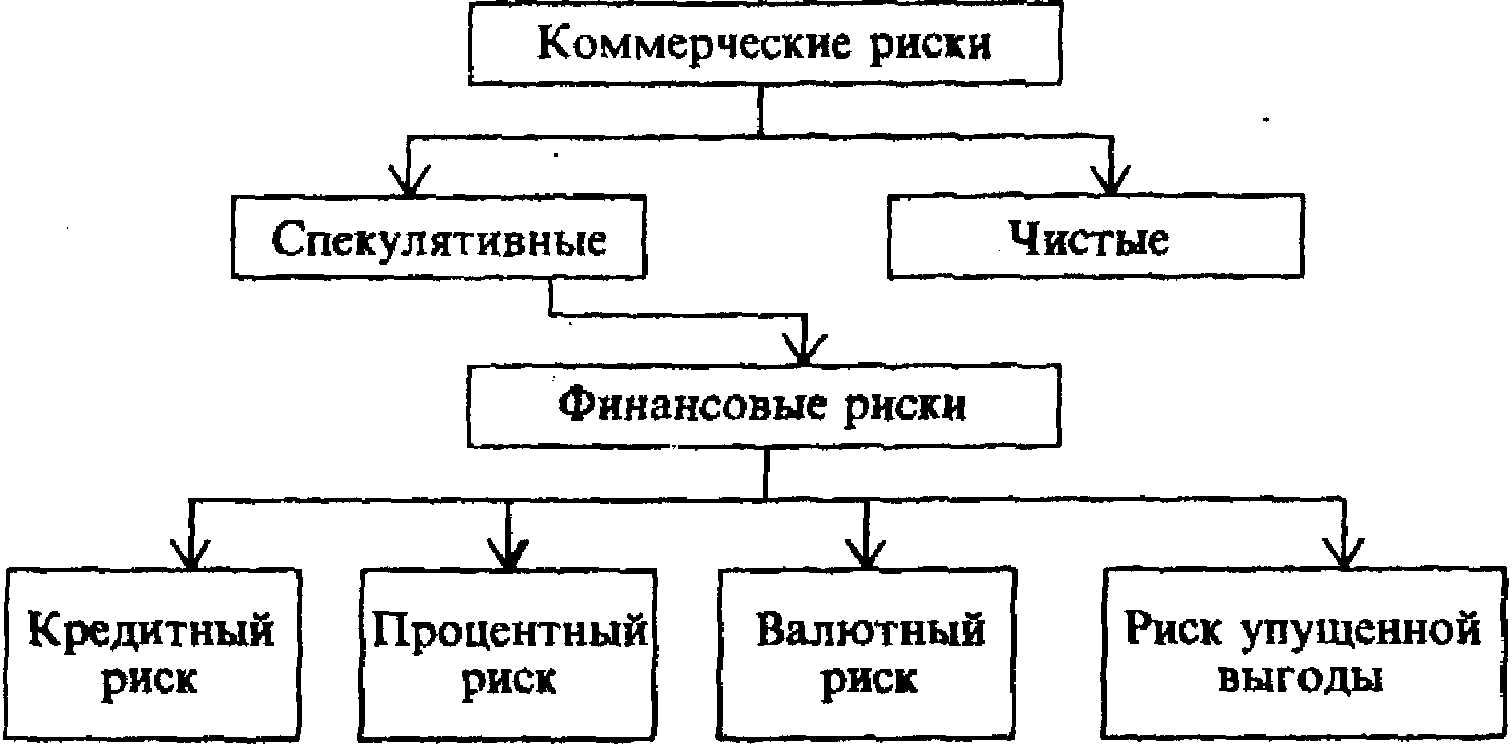 Коммерческие риски
Спекулятивные
Чистые
Финансовые риски
Кредитный
риск
Процентный
риск
Валютный
риск
Риск упущенной
выгоды